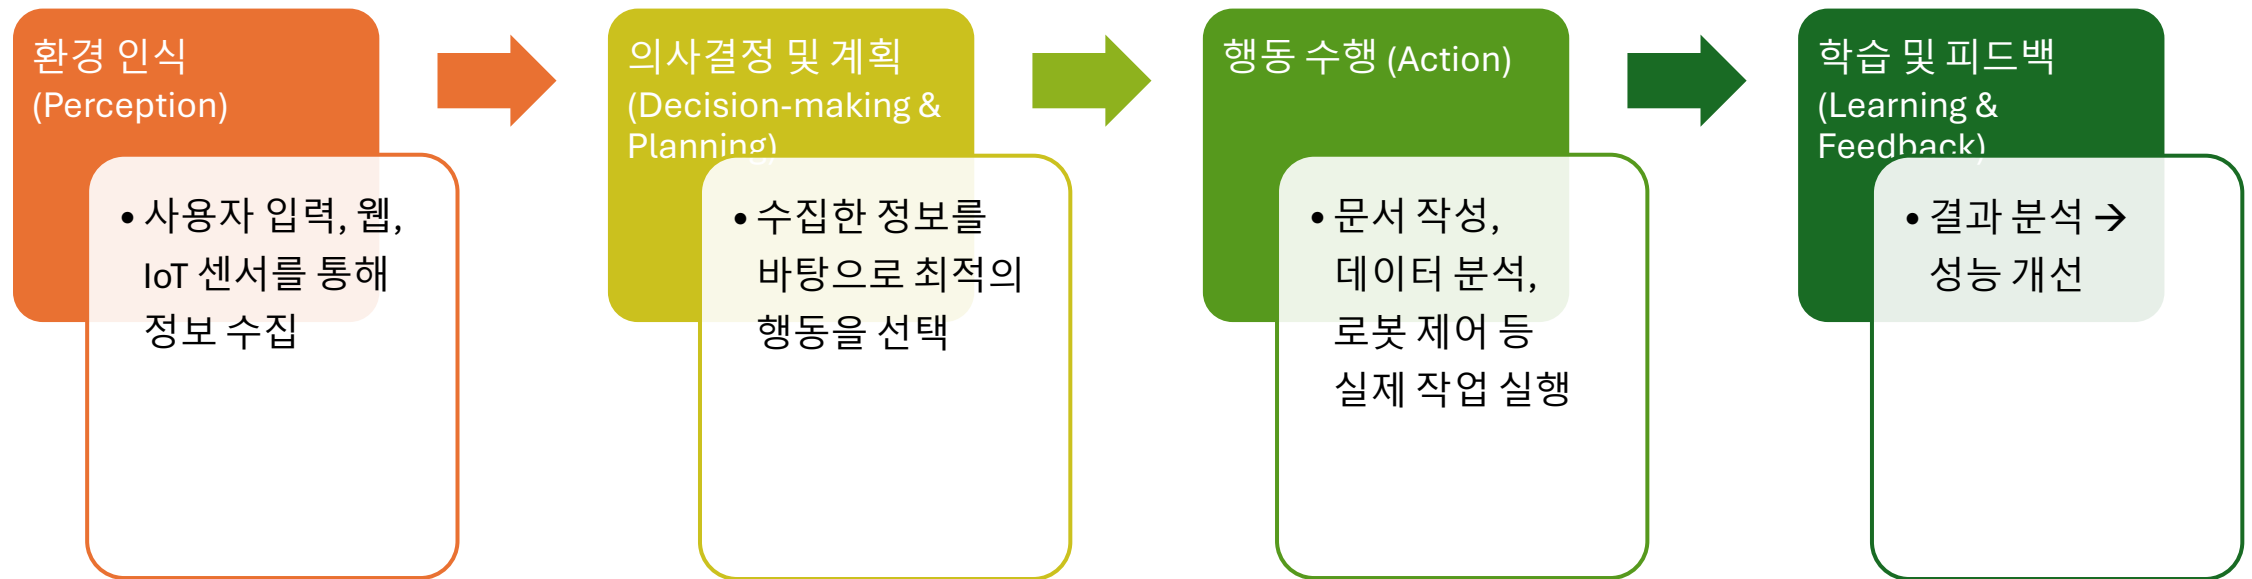 환경 인식
(Perception)
• 사용자 입력, 웹,
IoT 센서를 통해
정보 수집
의사결정 및 계획
(Decision-making &
Planning)
• 수집한 정보를
바탕으로 최적의
행동을 선택
행동 수행 (Action)
• 문서 작성,
데이터 분석,
로봇 제어 등
실제 작업 실행
학습 및 피드백
(Learning &
Feedback)
• 결과 분석 →
성능 개선